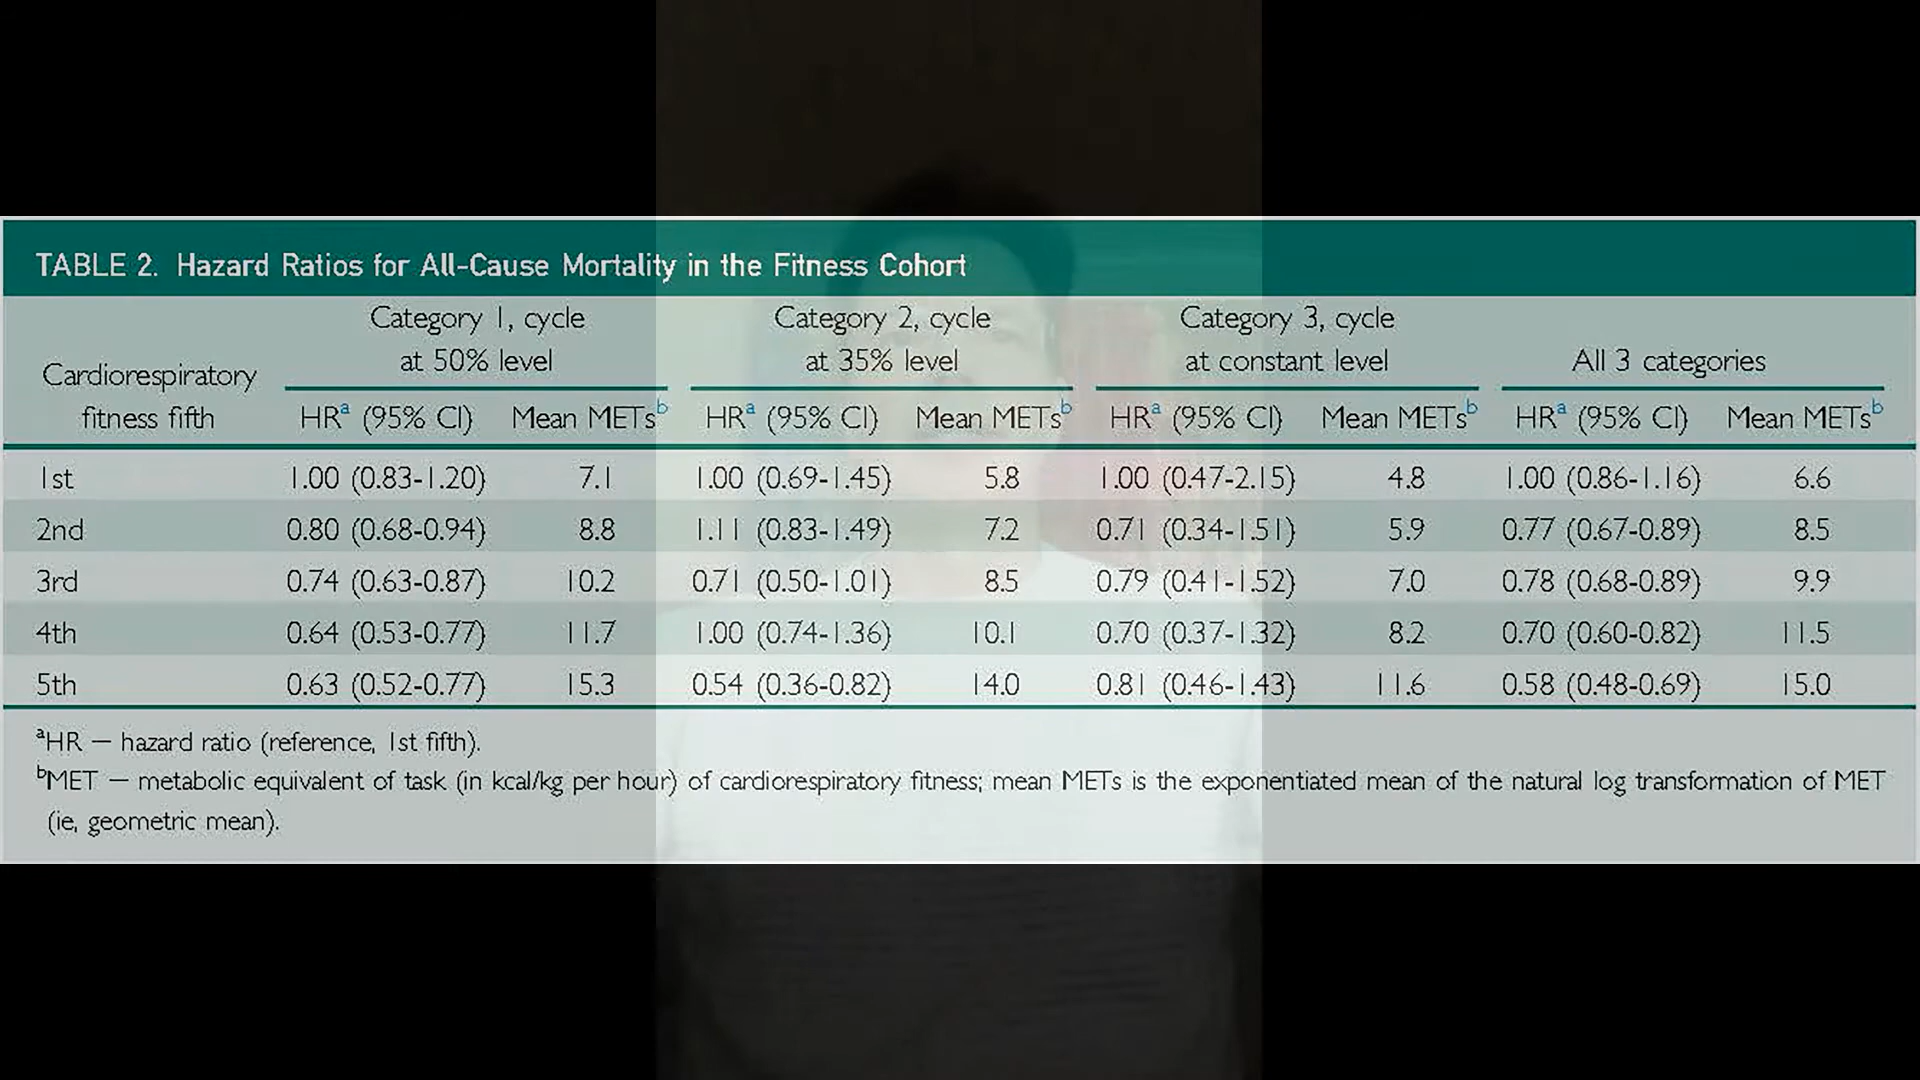 TABLE 2. Hazard Ratios for All-Cause Mortality in the Fitness Cohort
Category 1, cycle Category 2, cycle Category 3, cycle
at 50% level at 35% level at constant level All 3 categories
Cardiorespiratory
fitness fifth HRa (95% CI) Mean METsb HRa (95% CI) Mean METsb HRa (95% CI) Mean METsb HRa (95% CI) Mean METsb
1st 1.00 (0.83-1.20) 7.1 1.00 (0.69-1.45) 5.8 1.00 (0.47-2.15) 4.8 1.00 (0.86-1.16) 6.6
2nd 0.80 (0.68-0.94) 8.8 1.11 (0.83-1.49) 7.2 0.71 (0.34-1.51) 5.9 0.77 (0.67-0.89) 8.5
3rd 0.74 (0.63-0.87) 10.2 0.71 (0.50-1.01) 8.5 0.79 (0.41-1.52) 7.0 0.78 (0.68-0.89) 9.9
4th 0.64 (0.53-0.77) 11.7 1.00 (0.74-1.36) 10.1 0.70 (0.37-1.32) 8.2 0.70 (0.60-0.82) 11.5
5th 0.63 (0.52-0.77) 15.3 0.54 (0.36-0.82) 14.0 0.81 (0.46-1.43) 11.6 0.58 (0.48-0.69) 15.0
aHR — hazard ratio (reference, 1st fifth).
bMET — metabolic equivalent of task (in kcal/kg per hour) of cardiorespiratory fitness; mean METs is the exponentiated mean of the natural log transformation of MET
(ie, geometric mean).